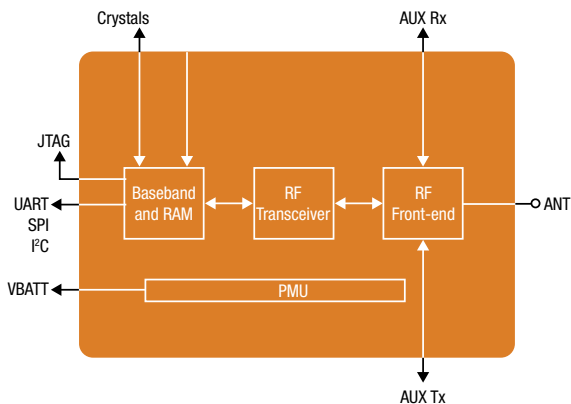 Crystals
AUX Rx
JTAG
Baseband
and RAM
RF
Transceiver
RF
Front-end
UART
SPI
I²C
ANT
VBATT
PMU
AUX Tx